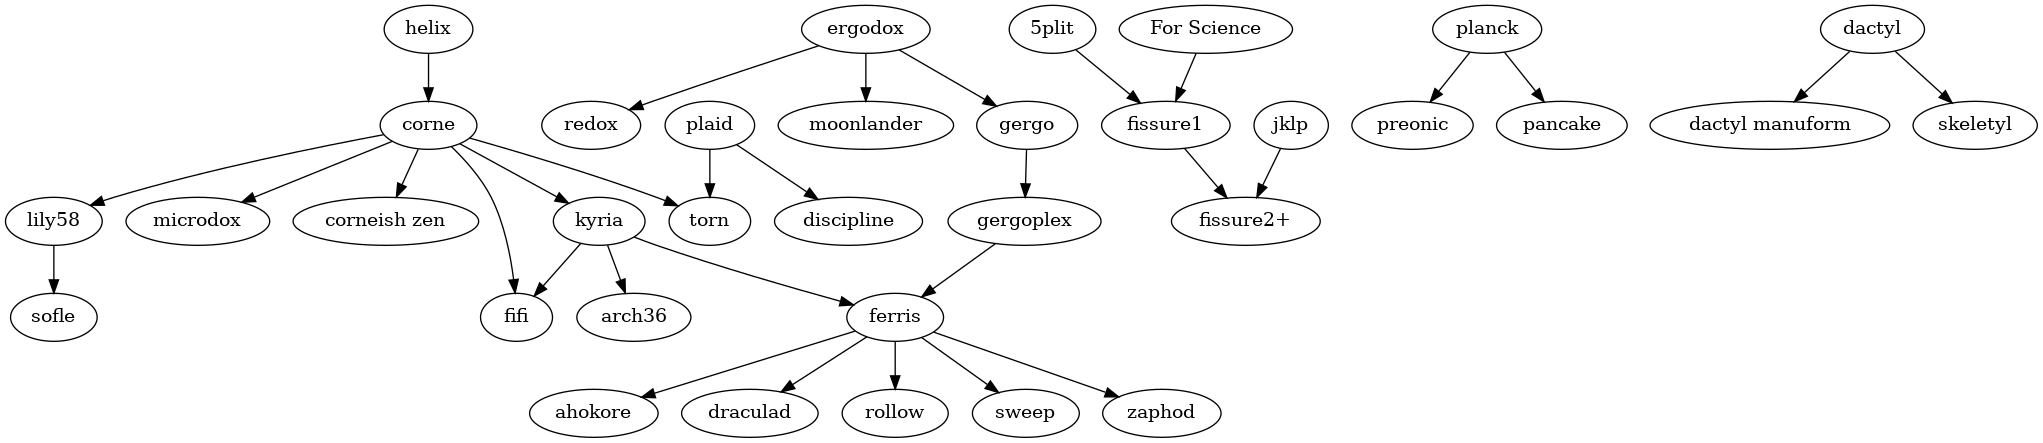 helix
ergodox
5plit
For Science
planck
dactyl
corne
redox
plaid
moonlander
gergo
fissure1
jklp
preonic
pancake
dactyl manuform
skeletyl
lily58
microdox
corneish zen
kyria
torn
discipline
gergoplex
fissure2+
sofle
fifi
arch36
ferris
ahokore
draculad
rollow
sweep
zaphod